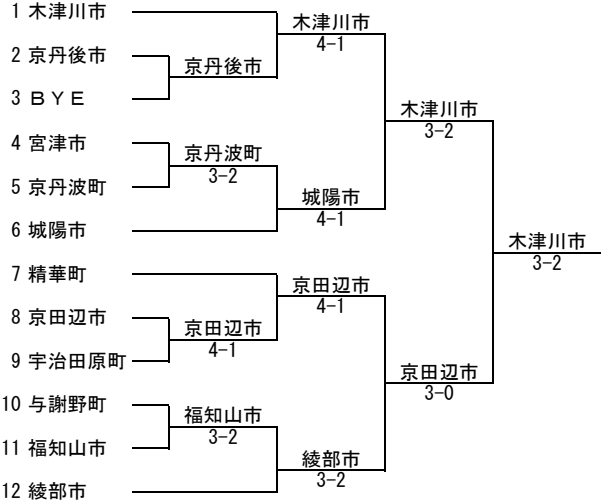 1 木津川市
2 京丹後市
3 ＢＹＥ
4 宮津市
5 京丹波町
6 城陽市
7 精華町
8 京田辺市
9 宇治田原町
10 与謝野町
11 福知山市
12 綾部市
京丹後市
京丹波町
3-2
京田辺市
4-1
福知山市
3-2
木津川市
4-1
城陽市
4-1
京田辺市
4-1
綾部市
3-2
木津川市
3-2
京田辺市
3-0
木津川市
3-2